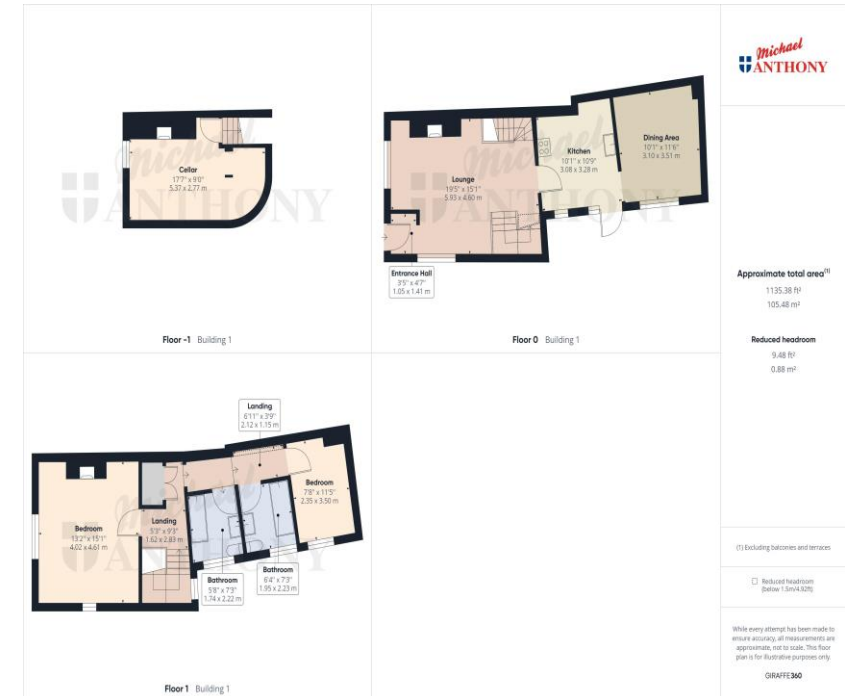 Michael
ANTHONY
Cellar
17'7" x 9'0"
5.37 x 2.77 m
Floor -1 Building 1
Lounge
19'5" x 15'1"
5.93 x 4.60 m
Kitchen
10'1" x 10'9"
3.08 x 3.28 m
Dining Area
10'1" x 11'6"
3.10 x 3.51 m
Entrance Hall
3'5" x 4'7"
1.05 x 1.41 m
Floor 0 Building 1
Landing
6'11" x 3'9"
2.12 x 1.15 m
Bedroom
7'8" x 11'5"
2.35 x 3.50 m
Bedroom
13'2" x 15'1"
4.02 x 4.61 m
Landing
5'3" x 9'3"
1.62 x 2.83 m
Bathroom
5'8" x 7'3"
1.74 x 2.22 m
Bathroom
6'4" x 7'3"
1.95 x 2.23 m
Floor 1 Building 1
Michael
ANTHONY
Approximate total area(1)
1135.38 ft²
105.48 m²
Reduced headroom
9.48 ft²
0.88 m²
(1) Excluding balconies and terraces
Reduced headroom
(below 1.5m/4.92ft)
While every attempt has been made to
ensure accuracy, all measurements are
approximate, not to scale. This floor
plan is for illustrative purposes only.
GIRAFFE360